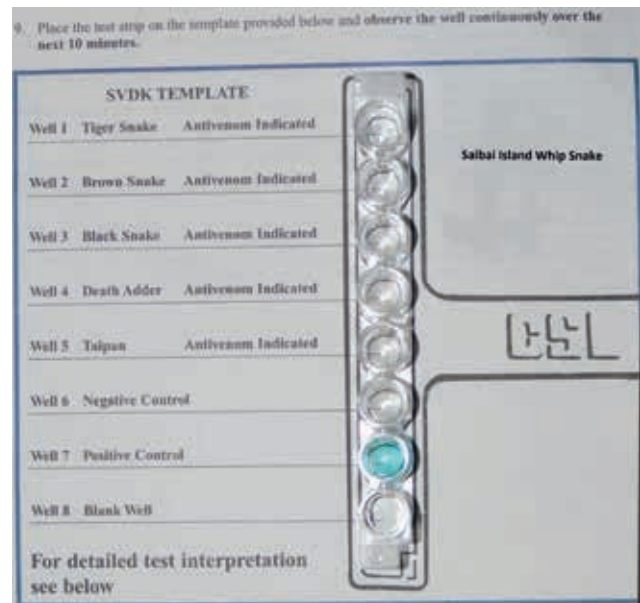 9. Place the test strip on the template provided below and observe the well continuously over the
next 10 minutes.
SVDK TEMPLATE
Well 1 Tiger Snake Antivenom Indicated
Saibai Island Whip Snake
Well 2 Brown Snake Antivenom Indicated
Well 3 Black Snake Antivenom Indicated
Well 4 Death Adder Antivenom Indicated
Well 5 Taipan Antivenom Indicated
CSL
Well 6 Negative Control
Well 7 Positive Control
Well 8 Blank Well
For detailed test interpretation
see below